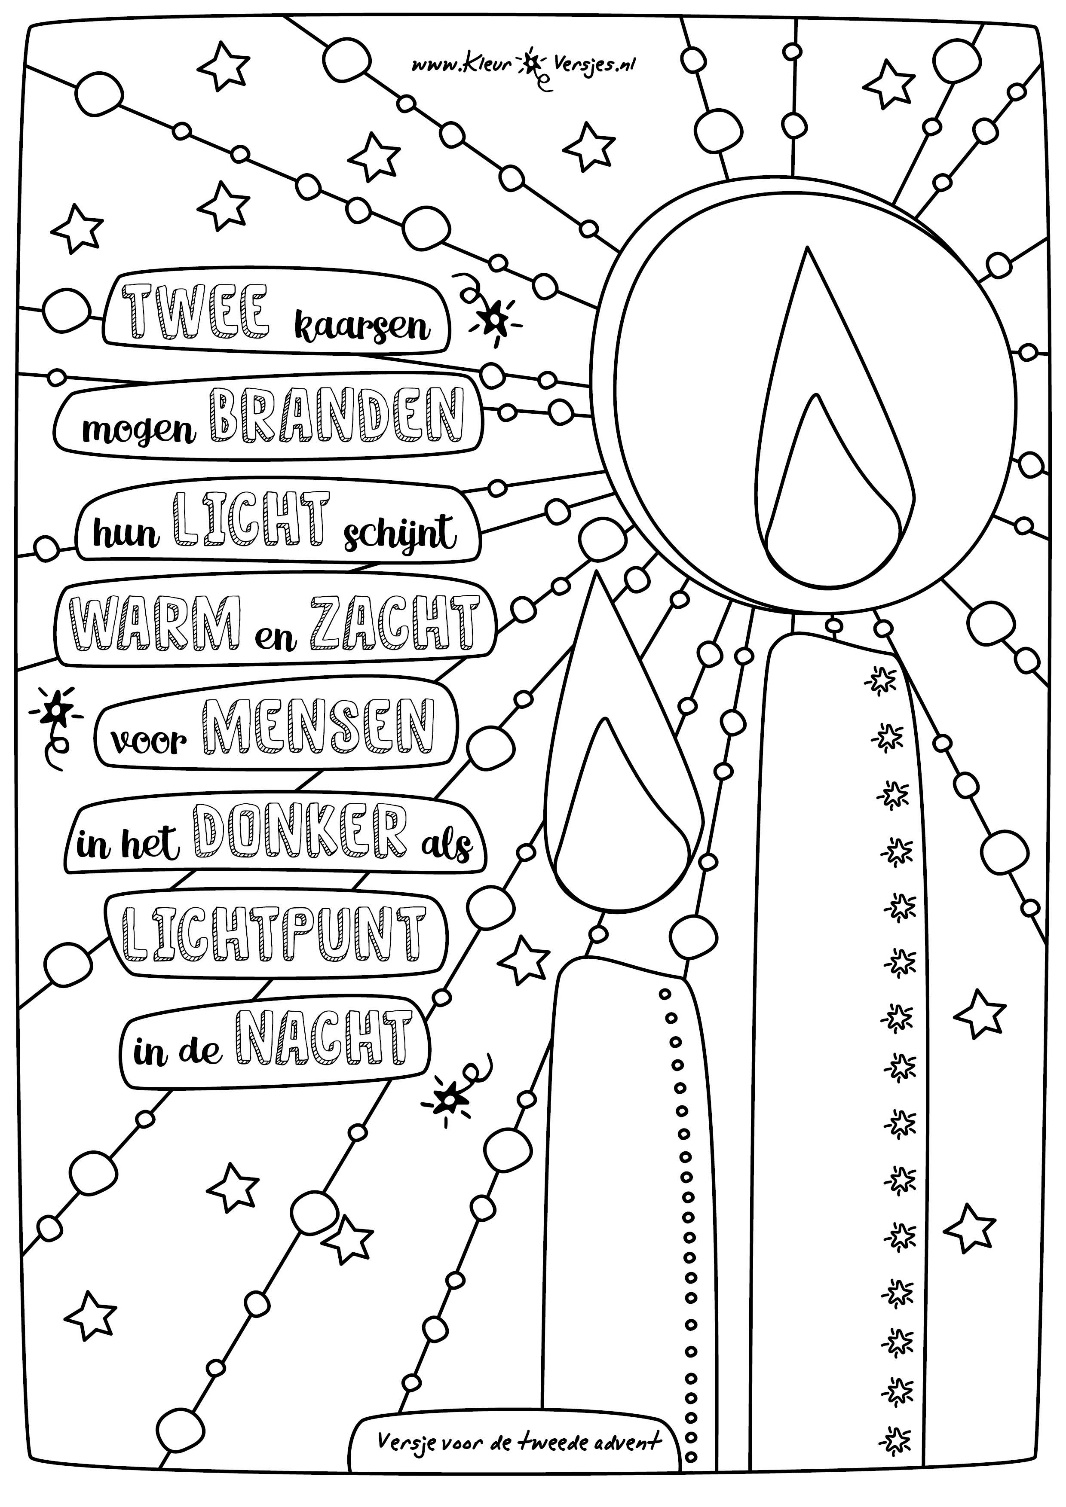 www.Kleur Versjes.nl
TWEE kaarsen
mogen BRANDEN
hun LICHT schijnt
WARM en ZACHT
voor MENSEN
in het DONKER als
LICHTPUNT
in de NACHT
Versje voor de tweede advent